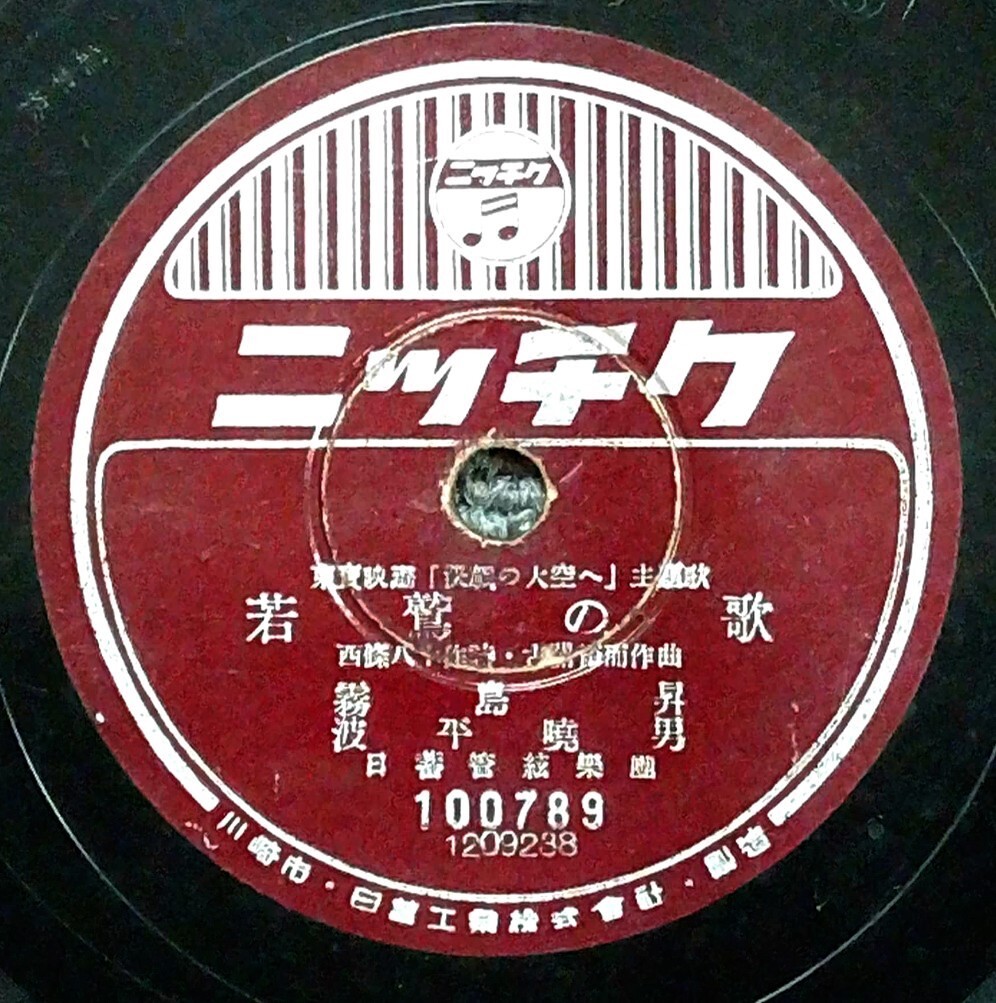 ニッチク
ニッチク
東寶映畫「決戰の大空へ」主題歌
若鷲の歌
西條八十作詩・古關裕而作曲
霧島昇
波平曉男
日蓄管絃樂團
100789
1209238
川崎市・日蓄工業株式會社